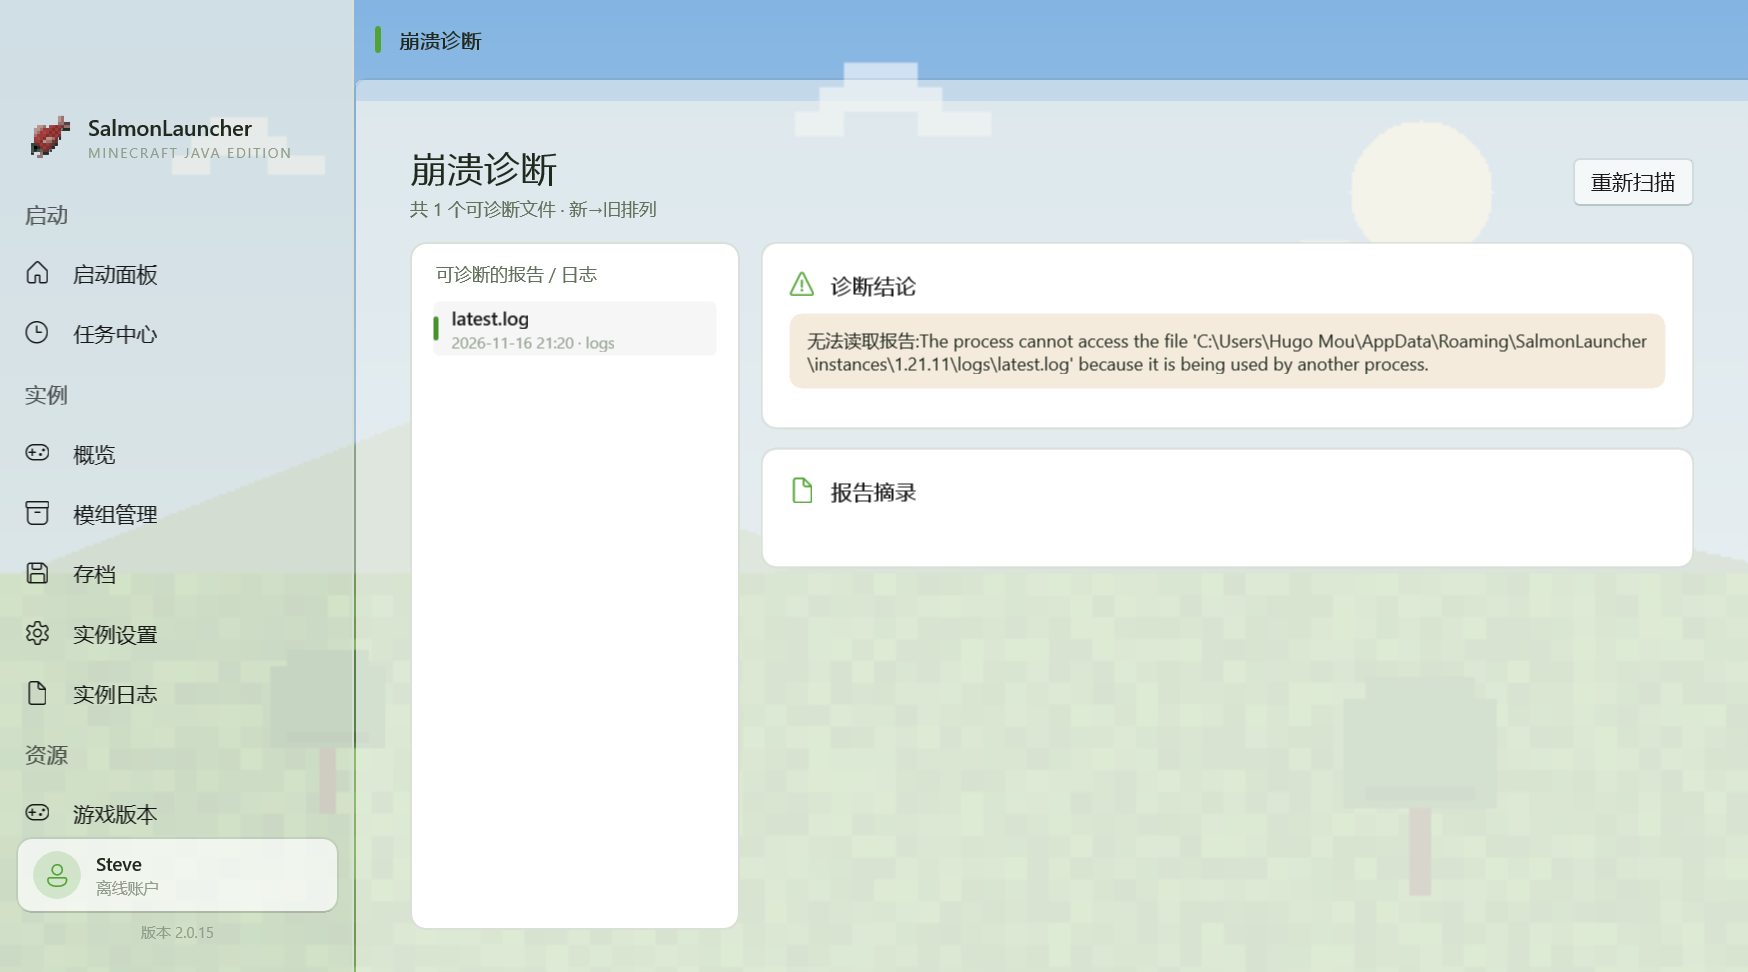 崩溃诊断
SalmonLauncher
MINECRAFT JAVA EDITION
启动
启动面板
任务中心
实例
概览
模组管理
存档
实例设置
实例日志
资源
游戏版本
Steve
离线账户
版本 2.0.15
崩溃诊断
共 1 个可诊断文件 · 新→旧排列
重新扫描
可诊断的报告 / 日志
latest.log
2026-11-16 21:20 · logs
诊断结论
无法读取报告:The process cannot access the file 'C:\Users\Hugo Mou\AppData\Roaming\SalmonLauncher
\instances\1.21.11\logs\latest.log' because it is being used by another process.
报告摘录